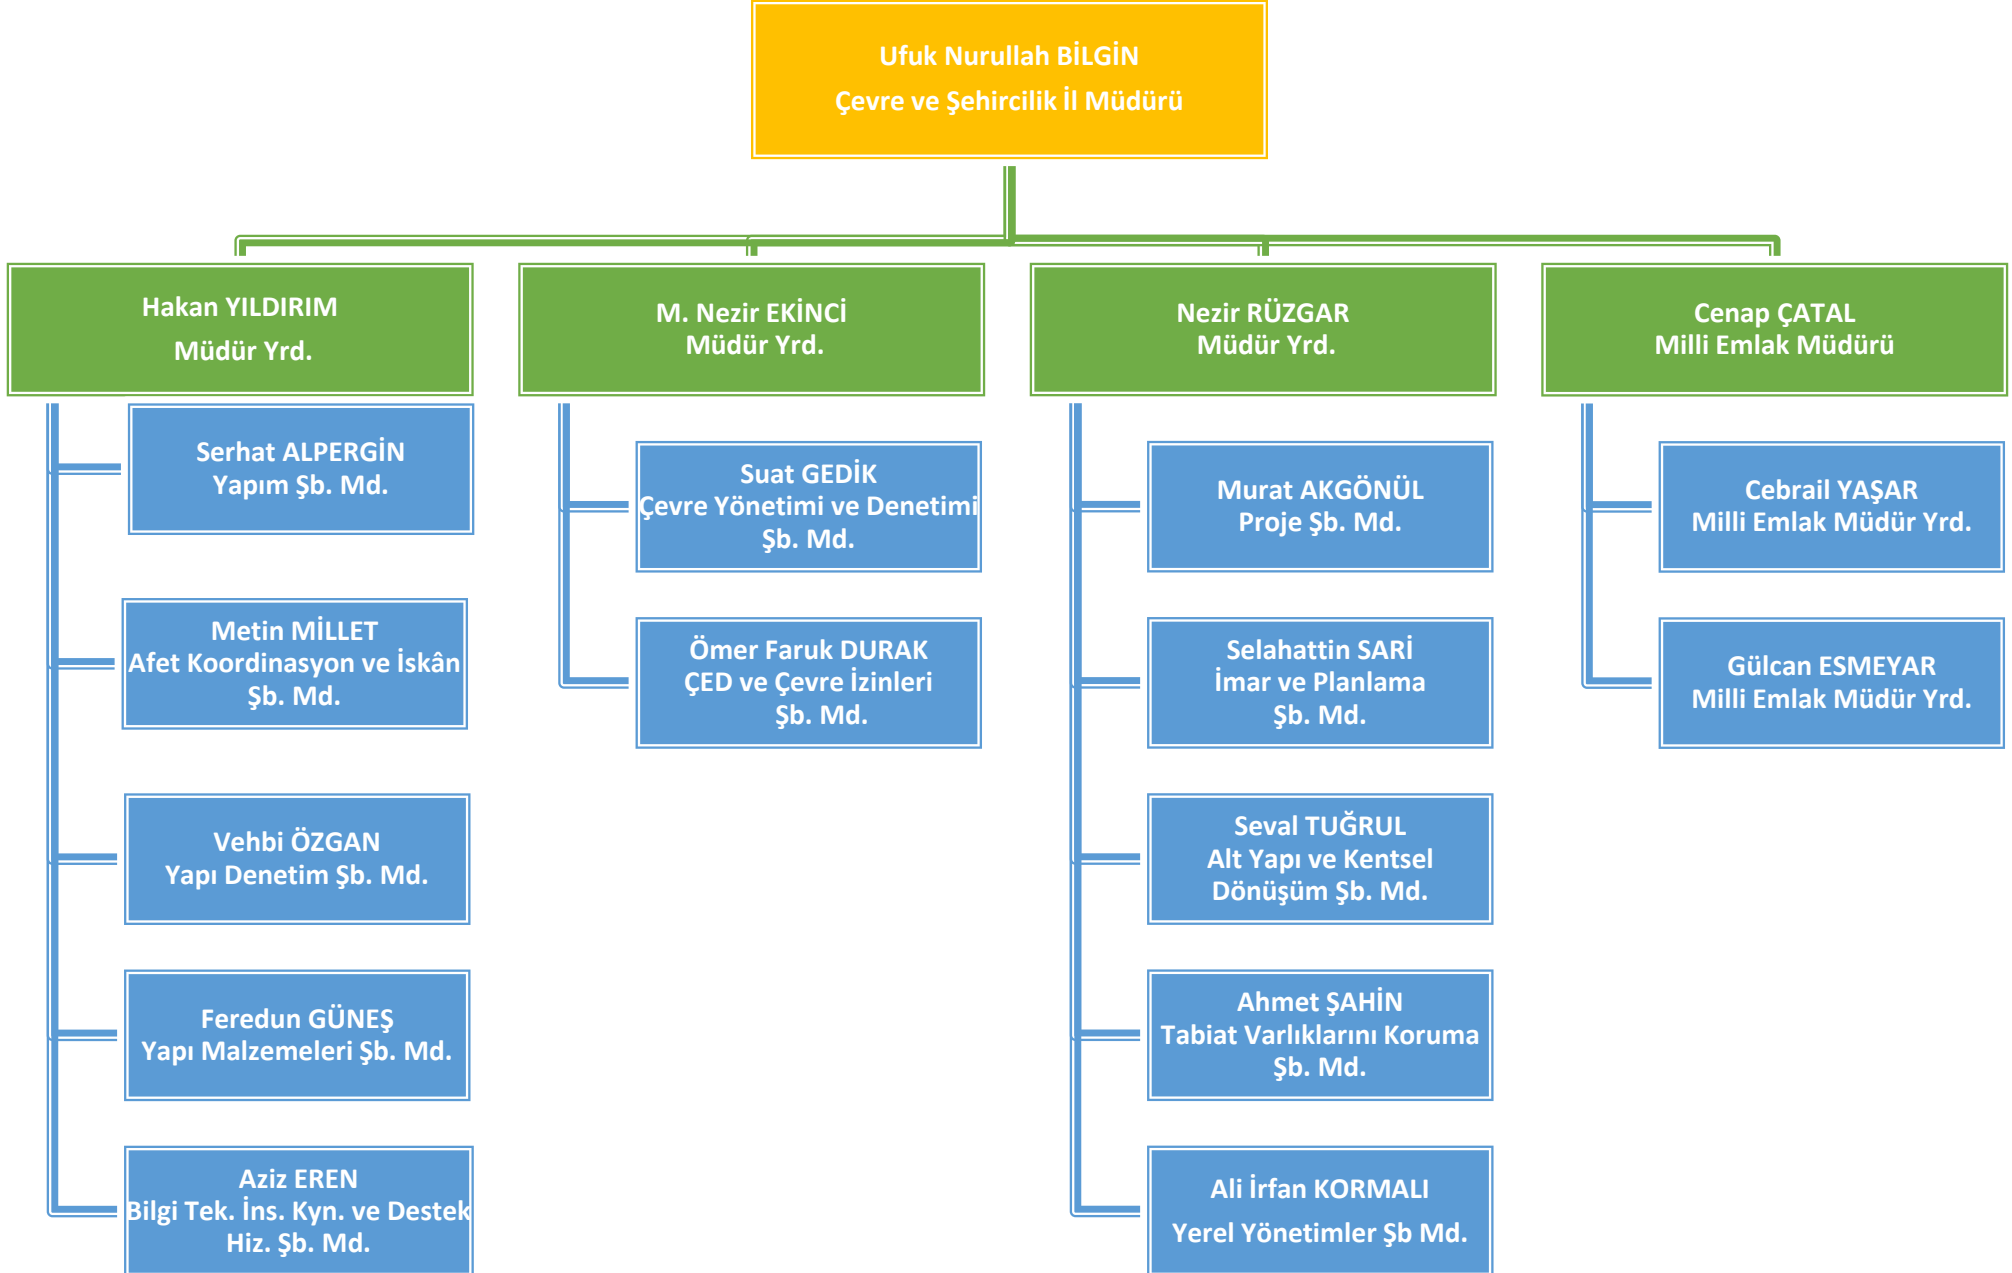 Ufuk Nurullah BİLGİN
Çevre ve Şehircilik İl Müdürü
Hakan YILDIRIM
Müdür Yrd.
Serhat ALPERGİN
Yapım Şb. Md.
Metin MİLLET
Afet Koordinasyon ve İskân
Şb. Md.
Vehbi ÖZGAN
Yapı Denetim Şb. Md.
Feredun GÜNEŞ
Yapı Malzemeleri Şb. Md.
Aziz EREN
Bilgi Tek. İns. Kyn. ve Destek
Hiz. Şb. Md.
M. Nezir EKİNCİ
Müdür Yrd.
Suat GEDİK
Çevre Yönetimi ve Denetimi
Şb. Md.
Ömer Faruk DURAK
ÇED ve Çevre İzinleri
Şb. Md.
Nezir RÜZGAR
Müdür Yrd.
Murat AKGÖNÜL
Proje Şb. Md.
Selahattin SARİ
İmar ve Planlama
Şb. Md.
Seval TUĞRUL
Alt Yapı ve Kentsel
Dönüşüm Şb. Md.
Ahmet ŞAHİN
Tabiat Varlıklarını Koruma
Şb. Md.
Ali İrfan KORMALI
Yerel Yönetimler Şb Md.
Cenap ÇATAL
Milli Emlak Müdürü
Cebrail YAŞAR
Milli Emlak Müdür Yrd.
Gülcan ESMEYAR
Milli Emlak Müdür Yrd.